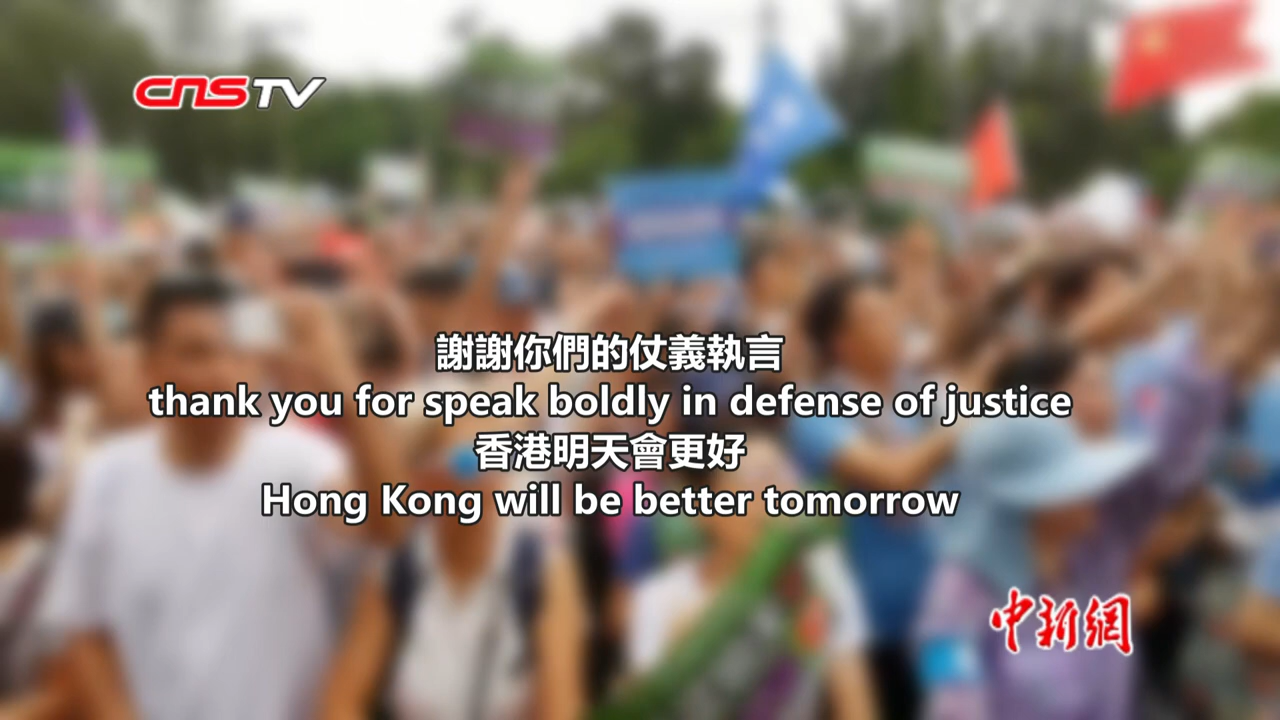 CNSTV
謝謝你們的仗義執言
thank you for speak boldly in defense of justice
香港明天會更好
Hong Kong will be better tomorrow
中新網